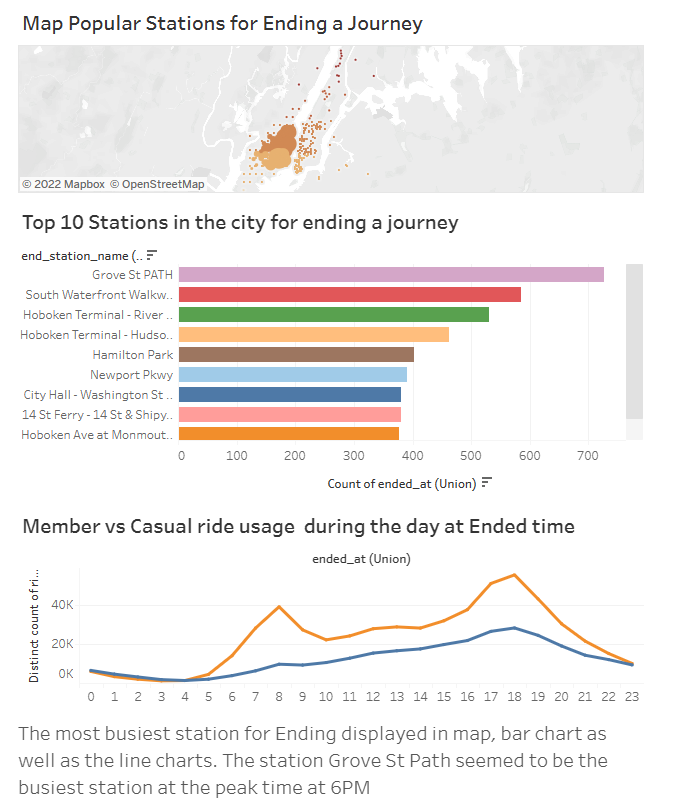 Map Popular Stations for Ending a Journey
© 2022 Mapbox © OpenStreetMap
Top 10 Stations in the city for ending a journey
end_station_name (..
Grove St PATH
South Waterfront Walkw..
Hoboken Terminal - River ..
Hoboken Terminal - Hudso..
Hamilton Park
Newport Pkwy
City Hall - Washington St ..
14 St Ferry - 14 St & Shipy..
Hoboken Ave at Monmout..
0 100 200 300 400 500 600 700
Count of ended_at (Union)
Member vs Casual ride usage during the day at Ended time
ended_at (Union)
Distinct count of ri...
40K
20K
0K
0 1 2 3 4 5 6 7 8 9 10 11 12 13 14 15 16 17 18 19 20 21 22 23
The most busiest station for Ending displayed in map, bar chart as
well as the line charts. The station Grove St Path seemed to be the
busiest station at the peak time at 6PM